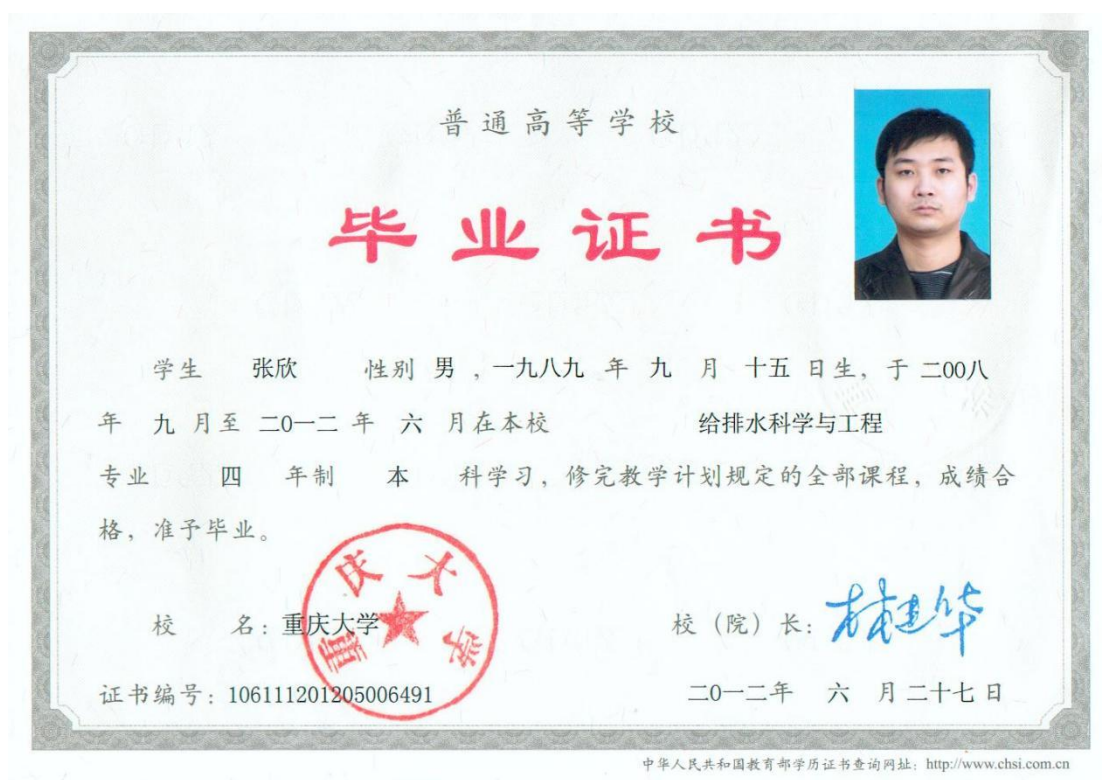 普通高等学校
毕业证书
学生 张欣 性别 男 ，一九八九 年 九 月 十五 日生，于 二00八
年 九 月至 二0一二 年 六 月在本校 给排水科学与工程
专业 四 年制 本 科学习，修完教学计划规定的全部课程，成绩合
格，准予毕业。
重庆大学
校 名：重庆大学 校（院）长：林建华
证书编号：106111201205006491 二0一二年 六 月 二十七 日
中华人民共和国教育部学历证书查询网址：http://www.chsi.com.cn